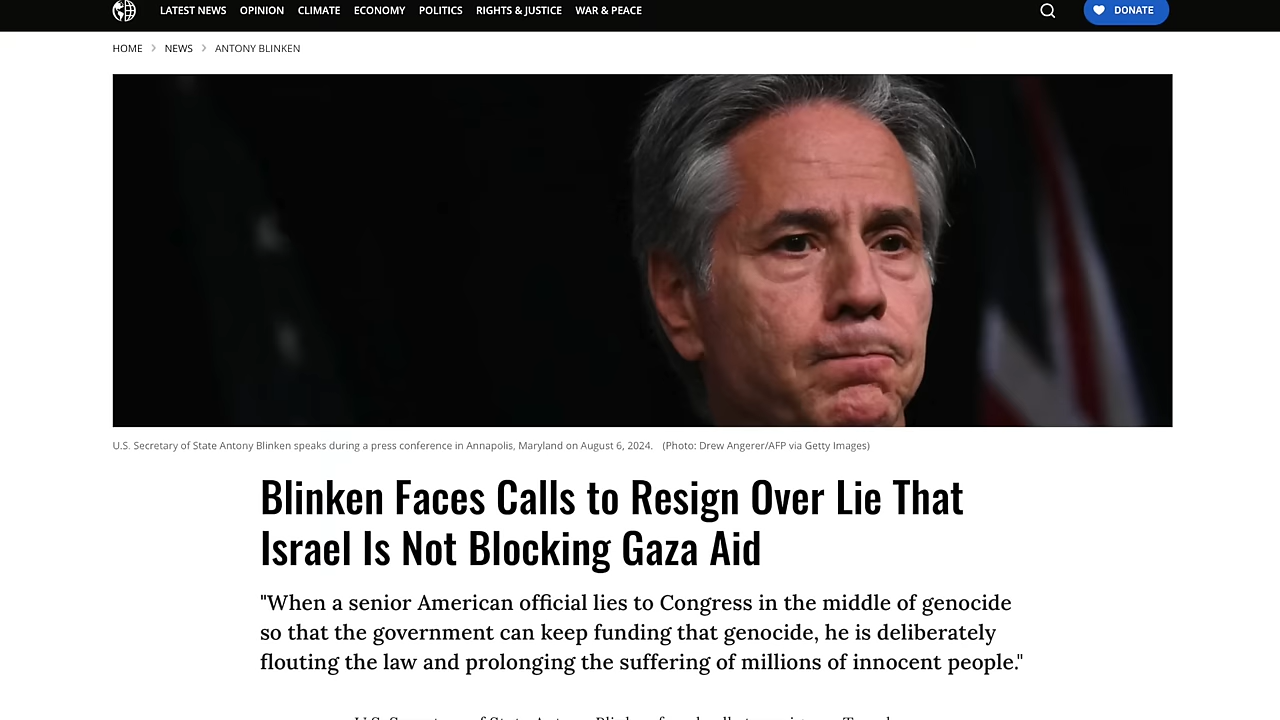 LATEST NEWS OPINION CLIMATE ECONOMY POLITICS RIGHTS & JUSTICE WAR & PEACE DONATE
HOME NEWS ANTONY BLINKEN
U.S. Secretary of State Antony Blinken speaks during a press conference in Annapolis, Maryland on August 6, 2024. (Photo: Drew Angerer/AFP via Getty Images)
Blinken Faces Calls to Resign Over Lie That
Israel Is Not Blocking Gaza Aid
"When a senior American official lies to Congress in the middle of genocide
so that the government can keep funding that genocide, he is deliberately
flouting the law and prolonging the suffering of millions of innocent people."